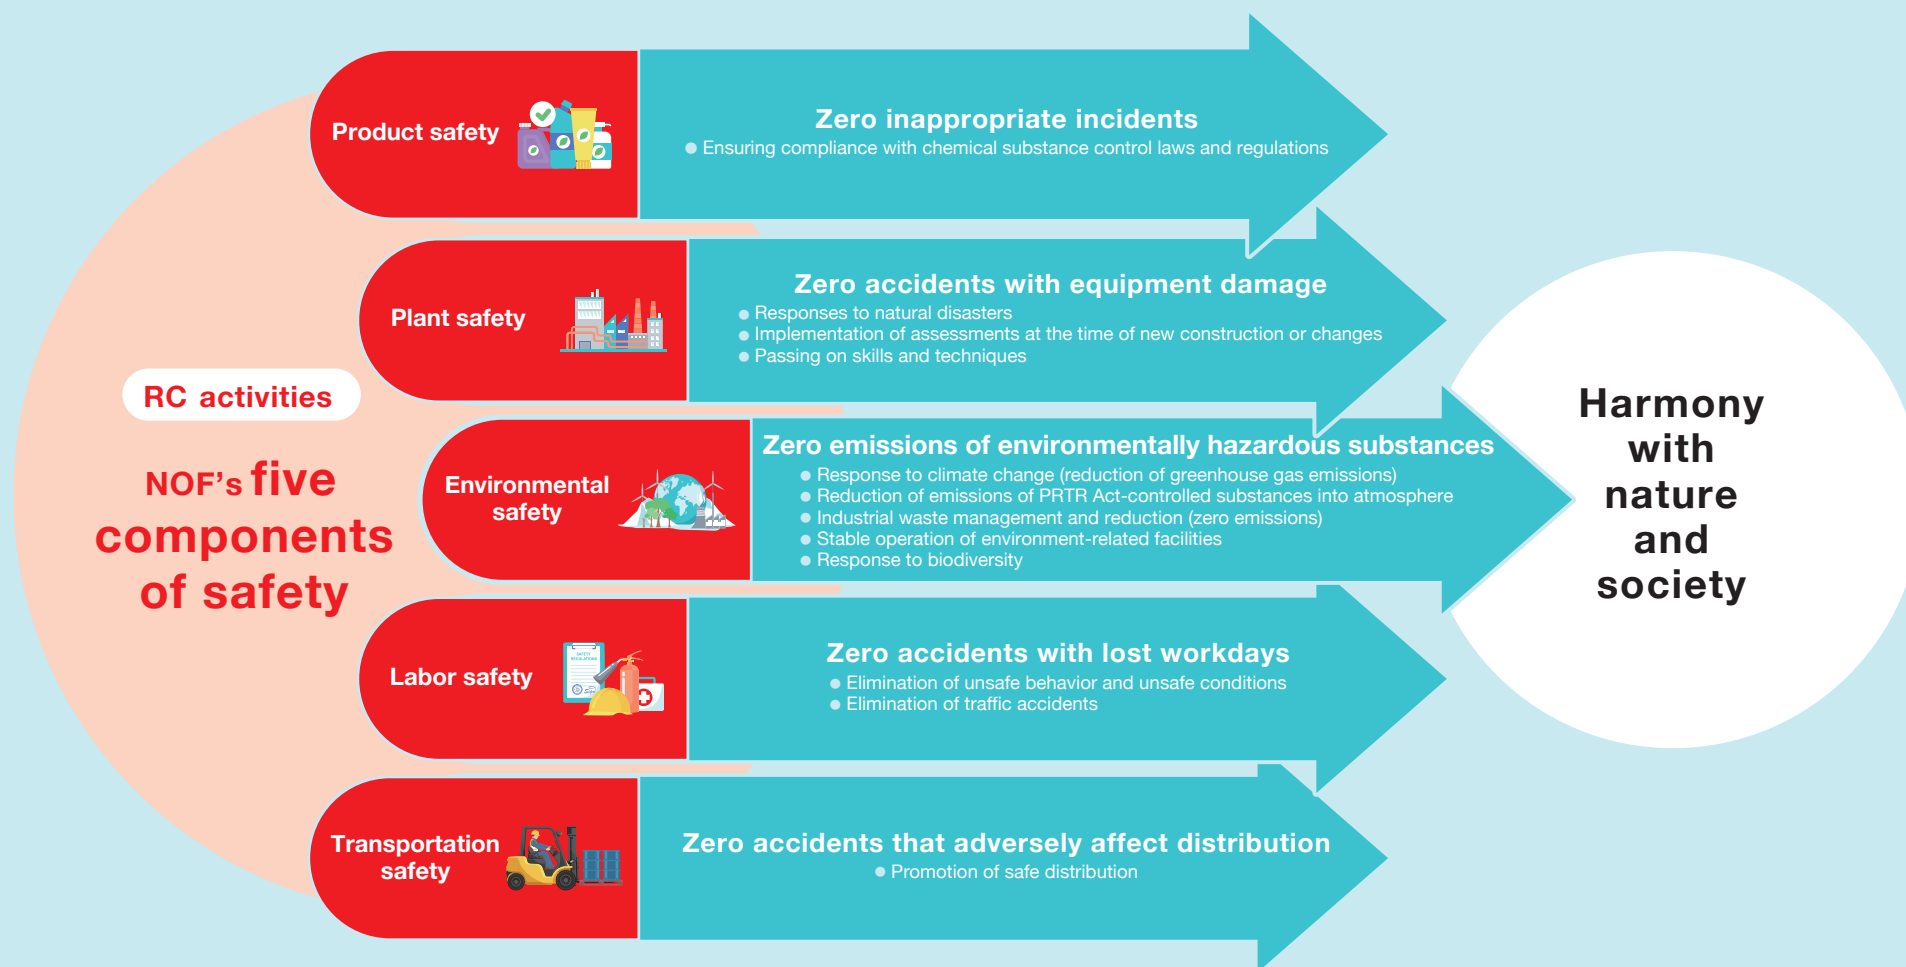 RC activities
NOF's five
components
of safety
Product safety
Zero inappropriate incidents
● Ensuring compliance with chemical substance control laws and regulations
Plant safety
Zero accidents with equipment damage
● Responses to natural disasters
● Implementation of assessments at the time of new construction or changes
● Passing on skills and techniques
Environmental
safety
Zero emissions of environmentally hazardous substances
● Response to climate change (reduction of greenhouse gas emissions)
● Reduction of emissions of PRTR Act-controlled substances into atmosphere
● Industrial waste management and reduction (zero emissions)
● Stable operation of environment-related facilities
● Response to biodiversity
Labor safety
SAFETY
REGULATIONS
Zero accidents with lost workdays
● Elimination of unsafe behavior and unsafe conditions
● Elimination of traffic accidents
Transportation
safety
Zero accidents that adversely affect distribution
● Promotion of safe distribution
Harmony
with
nature
and
society